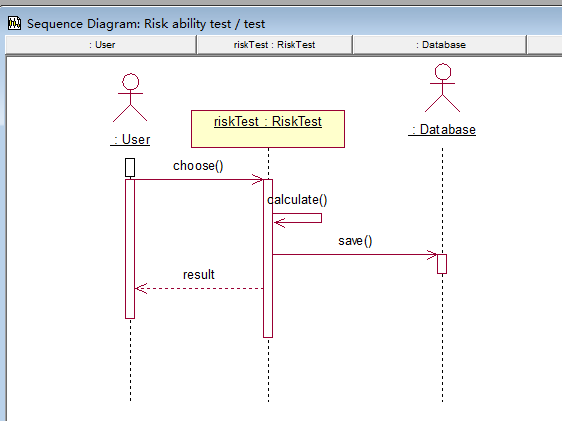 Sequence Diagram: Risk ability test / test
: User
riskTest : RiskTest
: Database
: User
riskTest : RiskTest
: Database
choose()
calculate()
save()
result